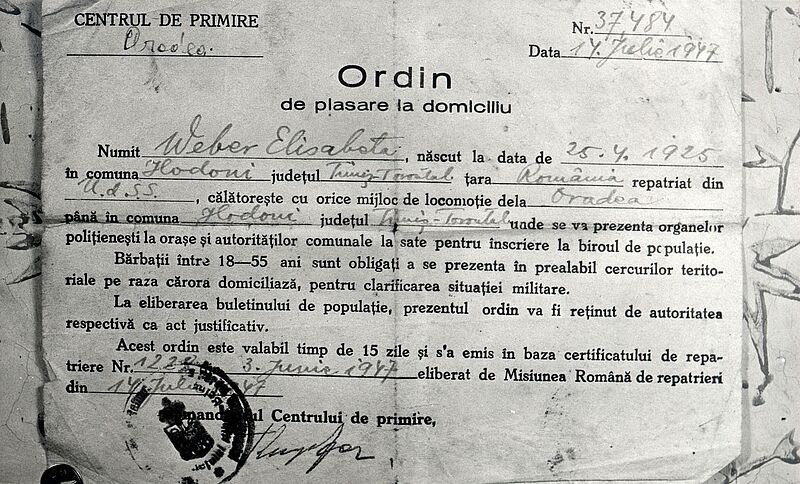 CENTRUL DE PRIMIRE
Oradea.
Nr. 37,484
Data 14. Julie 1947
Ordin
de plasare la domiciliu
Numit Weber Elisabeta, născut la data de 25. 4. 1925
în comuna Hodoni județul Timiș-Torontal țara România repatriat din
U.d.S.S., călătorește cu orice mijloc de locomoție dela Oradea
până în comuna Hodoni județul Timiș-Torontal unde se va prezenta organelor
polițienești la orașe și autorităților comunale la sate pentru înscriere la biroul de populație.
Bărbații între 18—55 ani sunt obligați a se prezenta în prealabil cercurilor terito-
riale pe raza cărora domiciliază, pentru clarificarea situației militare.
La eliberarea buletinului de populație, prezentul ordin va fi reținut de autoritatea
respectivă ca act justificativ.
Acest ordin este valabil timp de 15 zile și s'a emis în baza certificatului de repa-
triere Nr. 3. Junie 1947 eliberat de Misiunea Română de repatrieri
din 14. Julie 47
Centrului de primire,